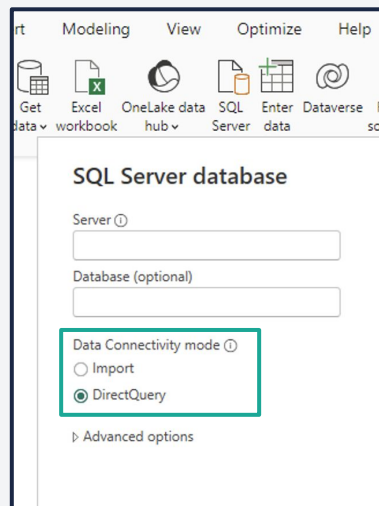 rt Modeling View Optimize Help
Get Excel OneLake data SQL Enter Dataverse
data workbook hub Server data sc
SQL Server database
Server
Database (optional)
Data Connectivity mode
Import
DirectQuery
Advanced options